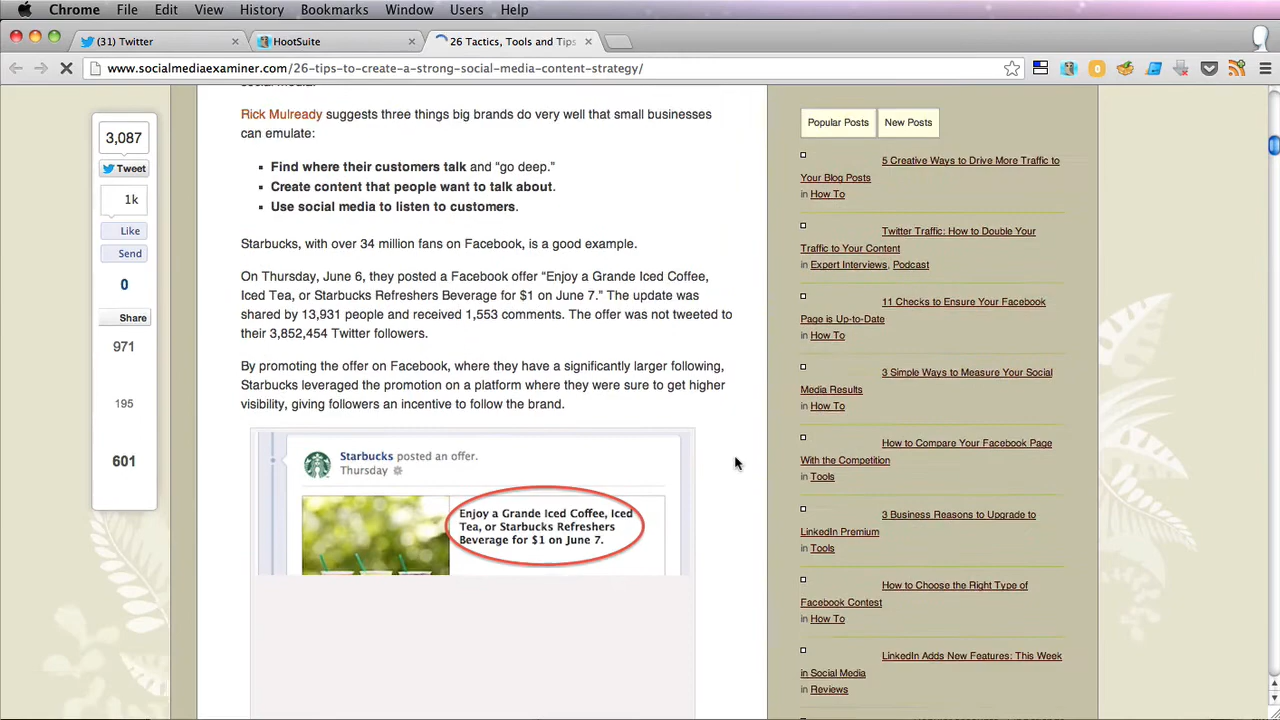 Chrome File Edit View History Bookmarks Window Users Help
(31) Twitter
HootSuite
26 Tactics, Tools and Tips
www.socialmediaexaminer.com/26-tips-to-create-a-strong-social-media-content-strategy/
3,087
Tweet
1k
Like
Send
0
Share
971
195
601
Rick Mulready suggests three things big brands do very well that small businesses
can emulate:
Find where their customers talk and “go deep.”
Create content that people want to talk about.
Use social media to listen to customers.
Starbucks, with over 34 million fans on Facebook, is a good example.
On Thursday, June 6, they posted a Facebook offer “Enjoy a Grande Iced Coffee,
Iced Tea, or Starbucks Refreshers Beverage for $1 on June 7.” The update was
shared by 13,931 people and received 1,553 comments. The offer was not tweeted to
their 3,852,454 Twitter followers.
By promoting the offer on Facebook, where they have a significantly larger following,
Starbucks leveraged the promotion on a platform where they were sure to get higher
visibility, giving followers an incentive to follow the brand.
Starbucks posted an offer.
Thursday
Enjoy a Grande Iced Coffee, Iced
Tea, or Starbucks Refreshers
Beverage for $1 on June 7.
Popular Posts New Posts
5 Creative Ways to Drive More Traffic to
Your Blog Posts
in How To
Twitter Traffic: How to Double Your
Traffic to Your Content
in Expert Interviews, Podcast
11 Checks to Ensure Your Facebook
Page is Up-to-Date
in How To
3 Simple Ways to Measure Your Social
Media Results
in How To
How to Compare Your Facebook Page
With the Competition
in Tools
3 Business Reasons to Upgrade to
LinkedIn Premium
in Tools
How to Choose the Right Type of
Facebook Contest
in How To
LinkedIn Adds New Features: This Week
in Social Media
in Reviews